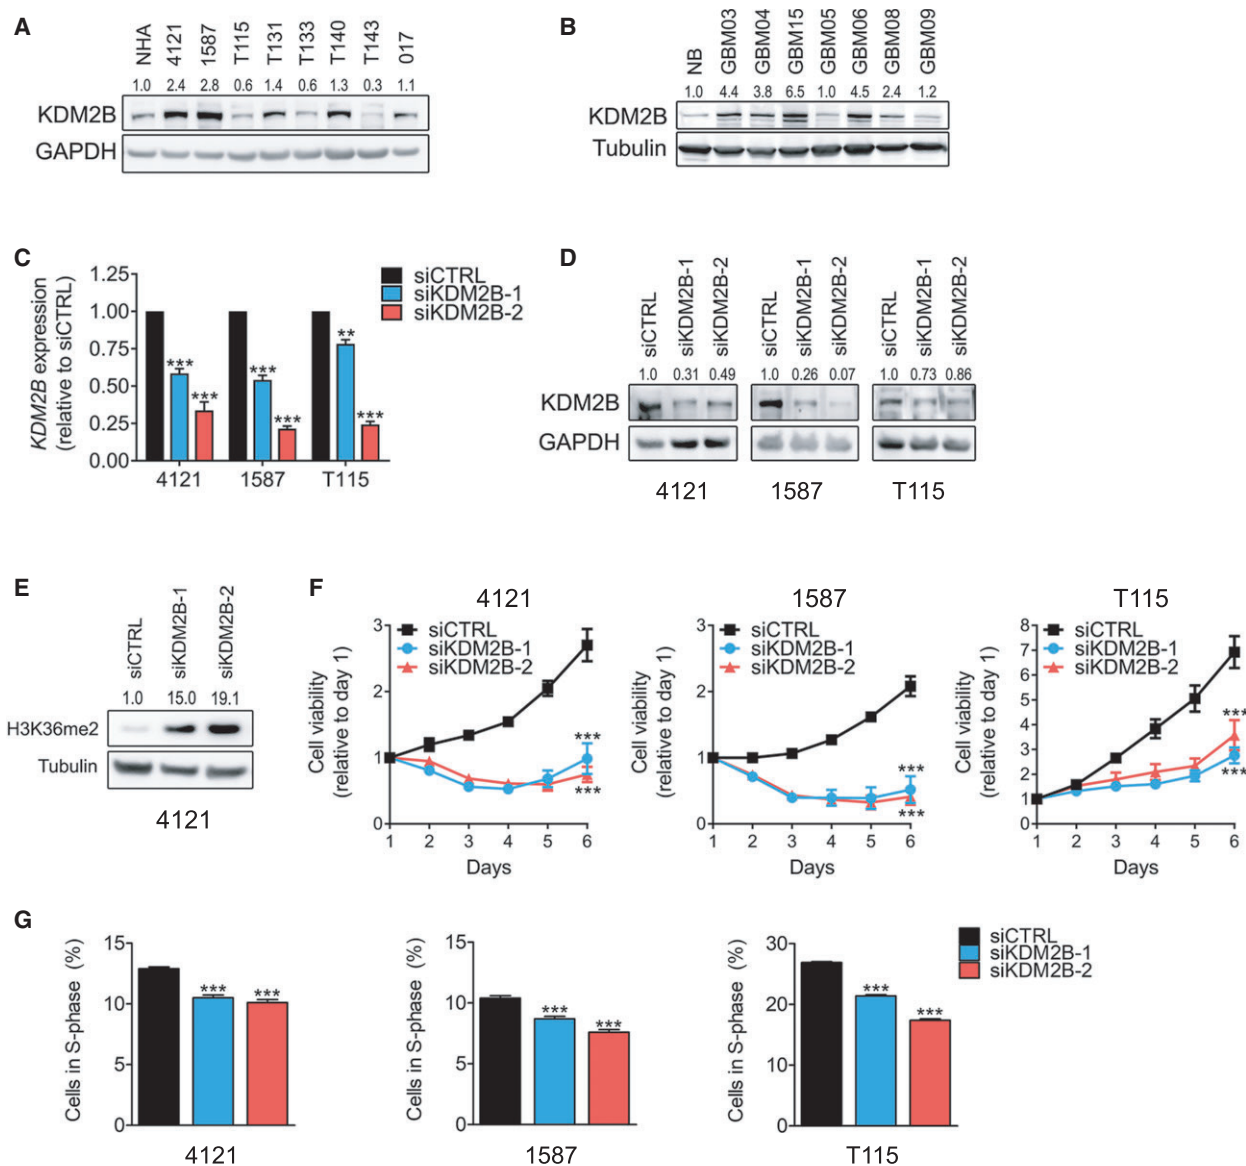 A
NHA 4121 1587 T115 T131 T133 T140 T143 017
1.0 2.4 2.8 0.6 1.4 0.6 1.3 0.3 1.1
KDM2B
GAPDH
B
NB GBM03 GBM04 GBM15 GBM05 GBM06 GBM08 GBM09
1.0 4.4 3.8 6.5 1.0 4.5 2.4 1.2
KDM2B
Tubulin
C
KDM2B expression
(relative to siCTRL)
1.25
1.00
0.75
0.50
0.25
0.00
*** *** *** *** ** ***
4121 1587 T115
siCTRL
siKDM2B-1
siKDM2B-2
D
siCTRL siKDM2B-1 siKDM2B-2 siCTRL siKDM2B-1 siKDM2B-2 siCTRL siKDM2B-1 siKDM2B-2
1.0 0.31 0.49 1.0 0.26 0.07 1.0 0.73 0.86
KDM2B
GAPDH
4121 1587 T115
E
siCTRL siKDM2B-1 siKDM2B-2
1.0 15.0 19.1
H3K36me2
Tubulin
4121
F
4121
Cell viability
(relative to day 1)
3
2
1
0
siCTRL
siKDM2B-1
siKDM2B-2
***
***
1 2 3 4 5 6
Days
1587
Cell viability
(relative to day 1)
3
2
1
0
siCTRL
siKDM2B-1
siKDM2B-2
***
***
1 2 3 4 5 6
Days
T115
Cell viability
(relative to day 1)
8
7
6
5
4
3
2
1
0
siCTRL
siKDM2B-1
siKDM2B-2
***
***
1 2 3 4 5 6
Days
G
Cells in S-phase (%)
15
10
5
0
*** ***
4121
Cells in S-phase (%)
15
10
5
0
*** ***
1587
Cells in S-phase (%)
30
20
10
0
*** ***
T115
siCTRL
siKDM2B-1
siKDM2B-2